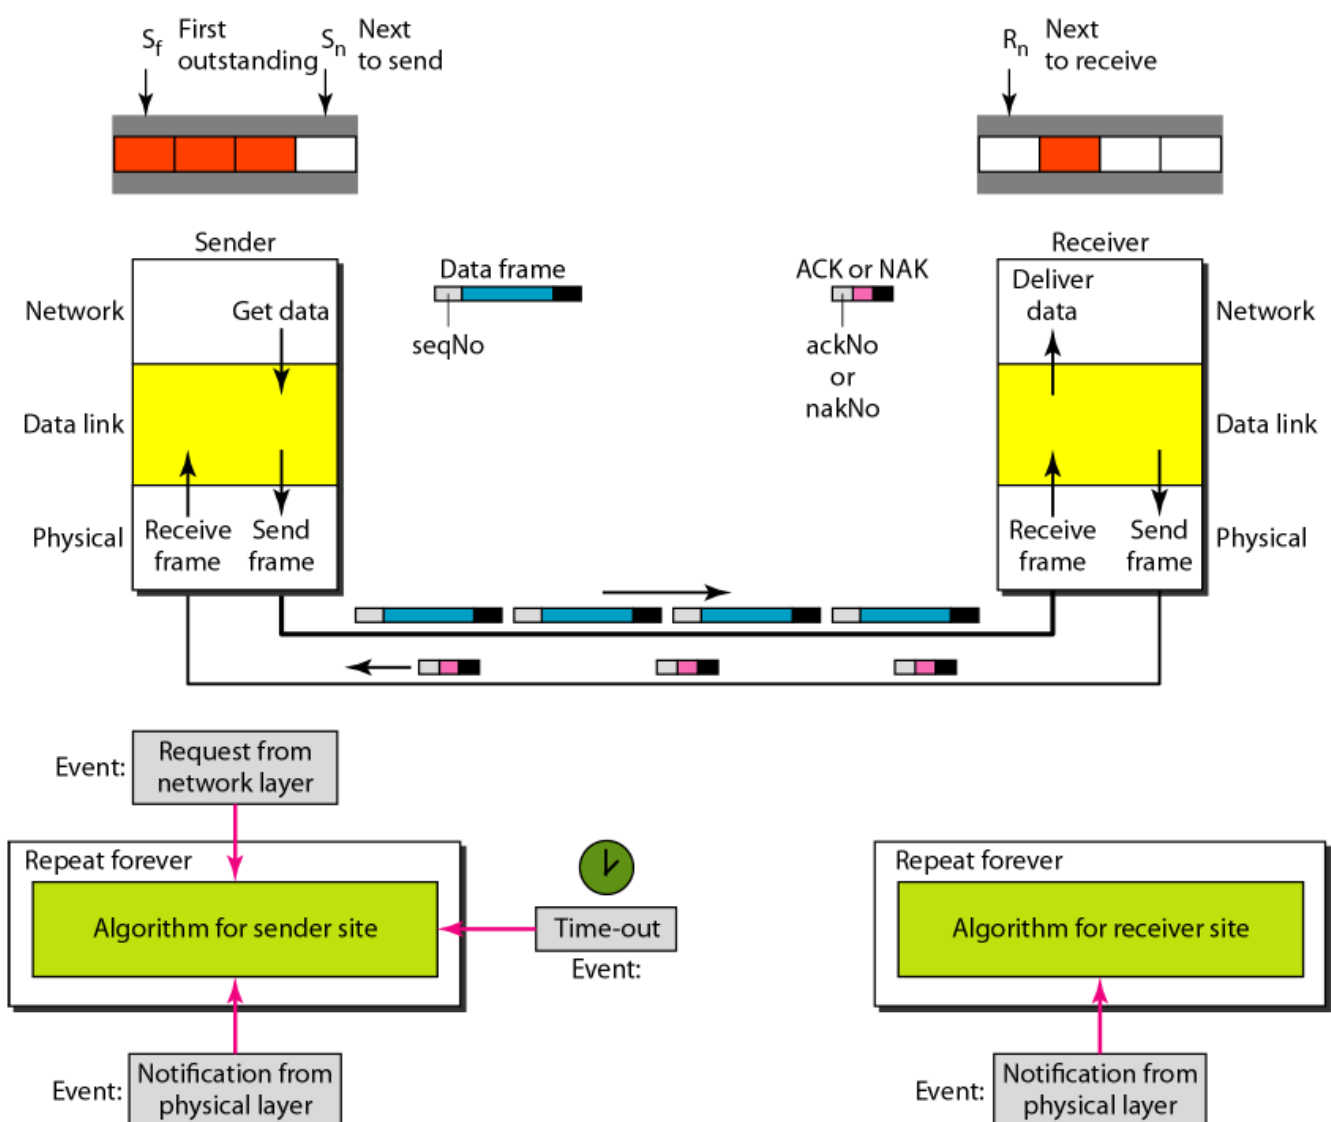 Sf First
outstanding
Sn Next
to send
Rn Next
to receive
Sender
Data frame
ACK or NAK
Receiver
Network
Get data
seqNo
ackNo
or
nakNo
Deliver
data
Network
Data link
Data link
Physical
Receive
frame
Send
frame
Receive
frame
Send
frame
Physical
Event:
Request from
network layer
Repeat forever
Algorithm for sender site
Time-out
Event:
Repeat forever
Algorithm for receiver site
Event:
Notification from
physical layer
Event:
Notification from
physical layer